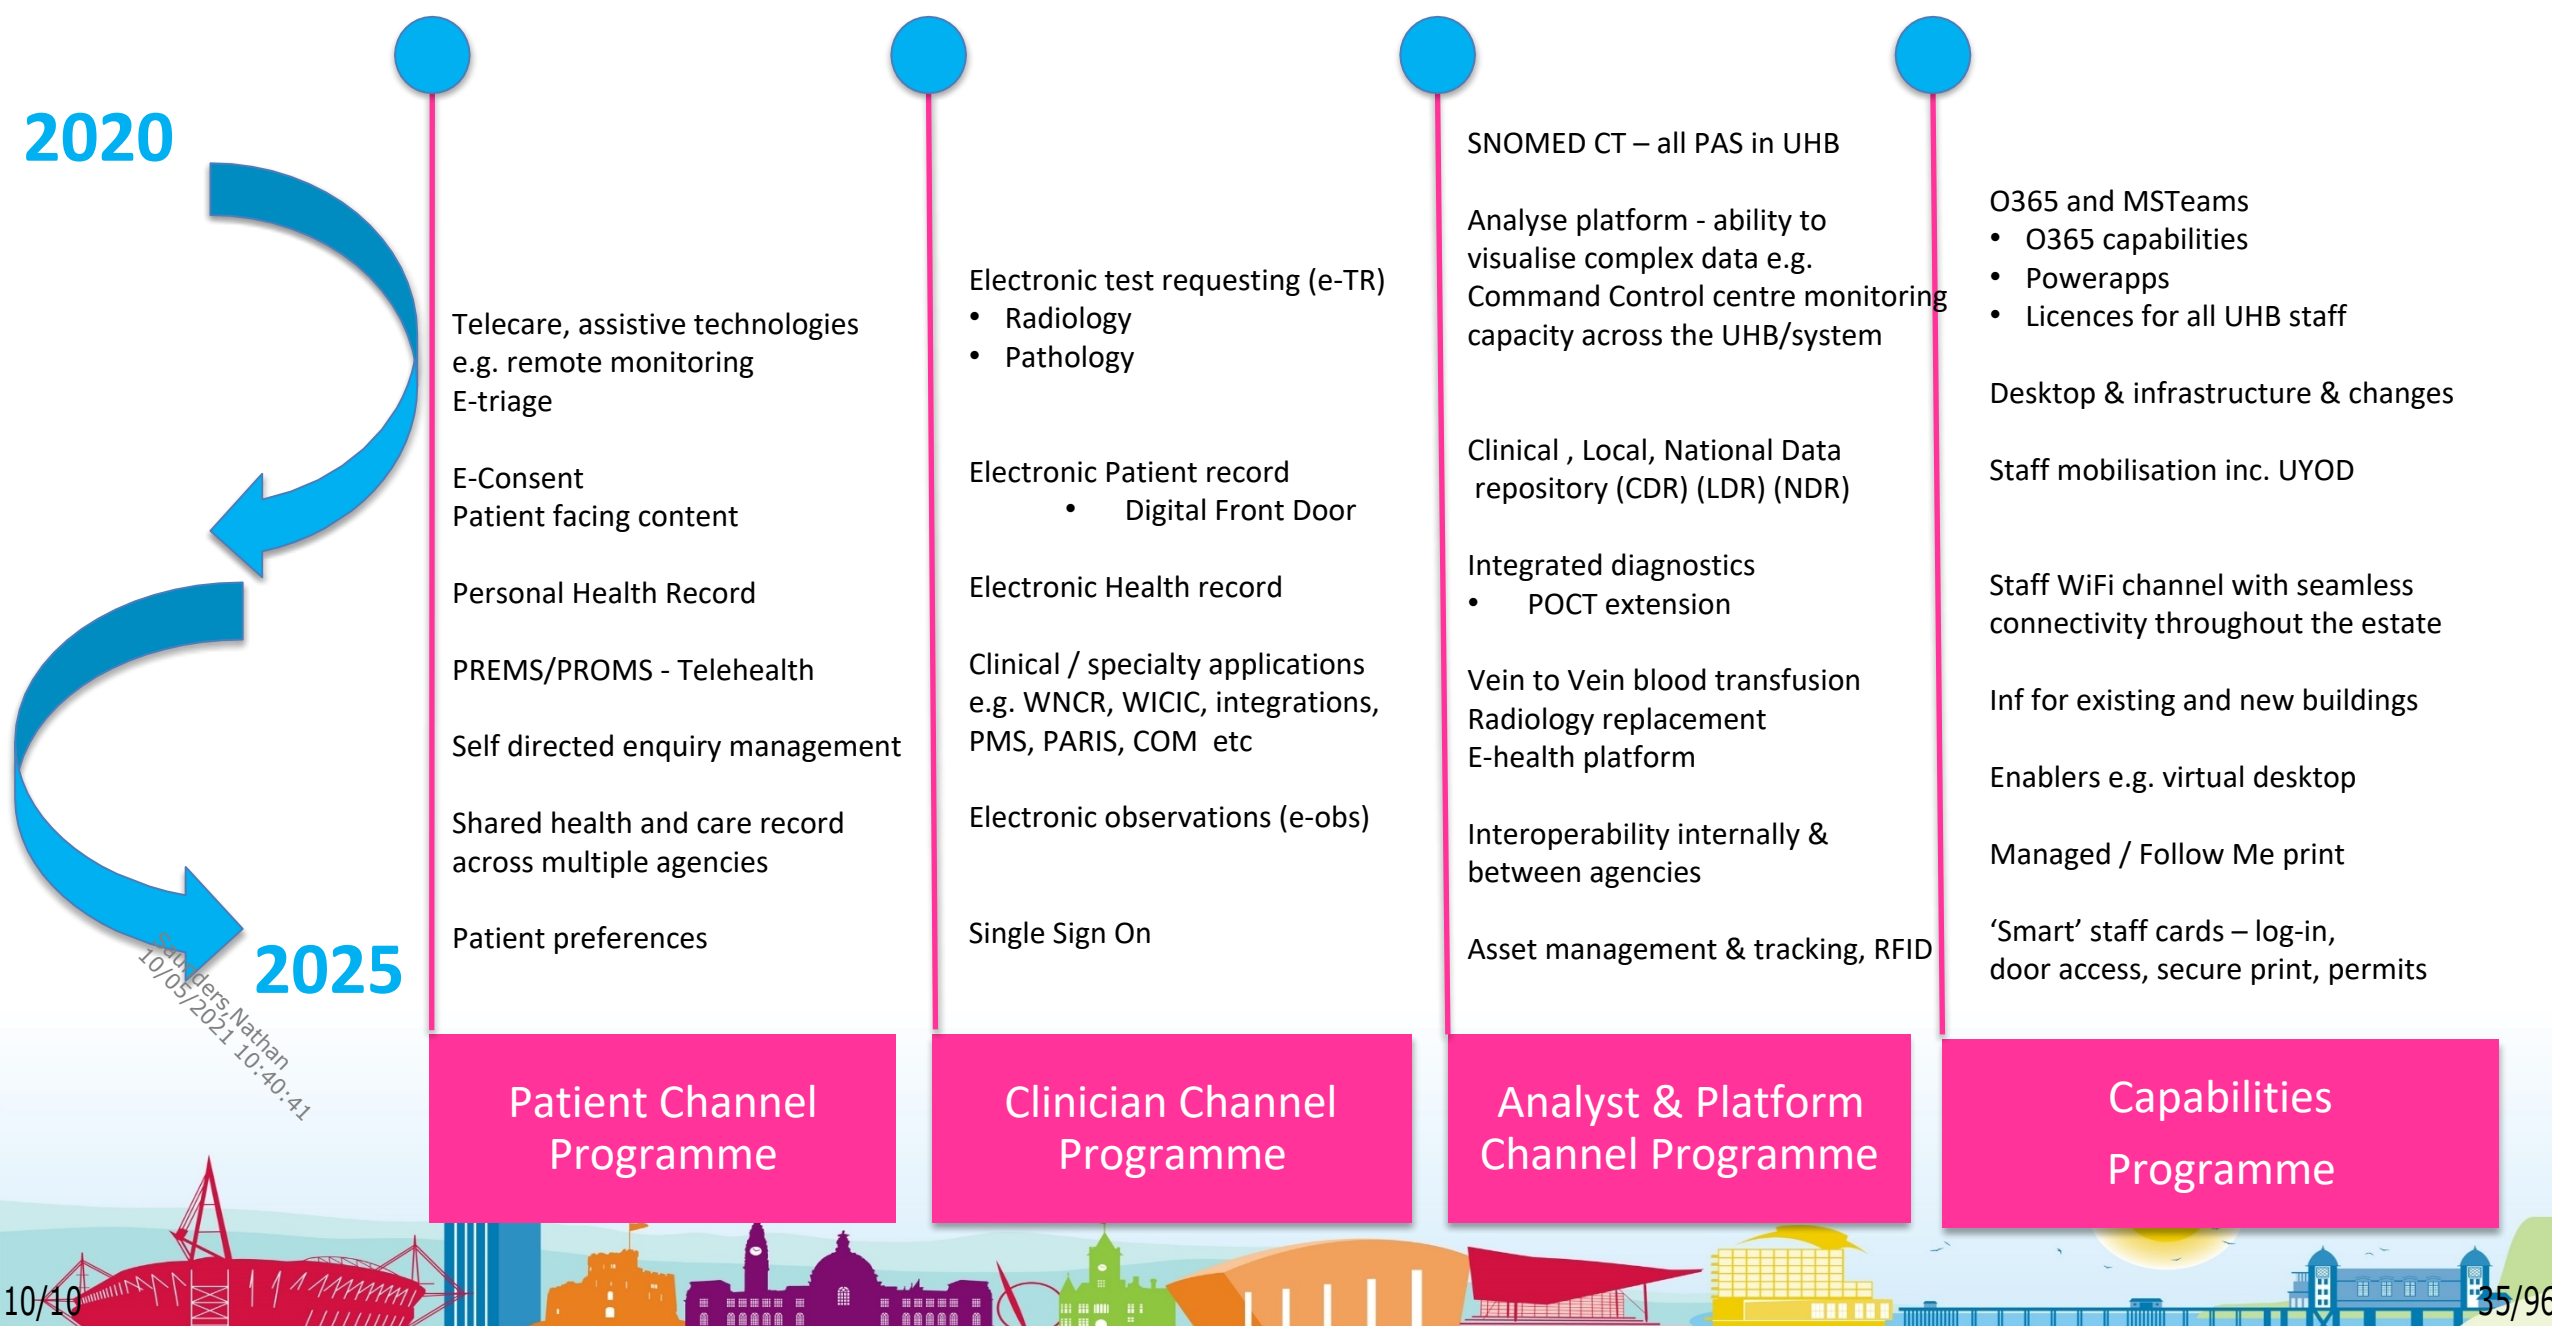 2020
2025
Telecare, assistive technologies
e.g. remote monitoring
E-triage
E-Consent
Patient facing content
Personal Health Record
PREMS/PROMS - Telehealth
Self directed enquiry management
Shared health and care record
across multiple agencies
Patient preferences
Patient Channel
Programme
Electronic test requesting (e-TR)
• Radiology
• Pathology
Electronic Patient record
• Digital Front Door
Electronic Health record
Clinical / specialty applications
e.g. WNCR, WICIC, integrations,
PMS, PARIS, COM etc
Electronic observations (e-obs)
Single Sign On
Clinician Channel
Programme
SNOMED CT – all PAS in UHB
Analyse platform - ability to
visualise complex data e.g.
Command Control centre monitoring
capacity across the UHB/system
Clinical , Local, National Data
repository (CDR) (LDR) (NDR)
Integrated diagnostics
• POCT extension
Vein to Vein blood transfusion
Radiology replacement
E-health platform
Interoperability internally &
between agencies
Asset management & tracking, RFID
Analyst & Platform
Channel Programme
O365 and MSTeams
• O365 capabilities
• Powerapps
• Licences for all UHB staff
Desktop & infrastructure & changes
Staff mobilisation inc. UYOD
Staff WiFi channel with seamless
connectivity throughout the estate
Inf for existing and new buildings
Enablers e.g. virtual desktop
Managed / Follow Me print
‘Smart’ staff cards – log-in,
door access, secure print, permits
Capabilities
Programme
Saunders,Nathan
10/05/2021 10:40:41
10/10
35/96